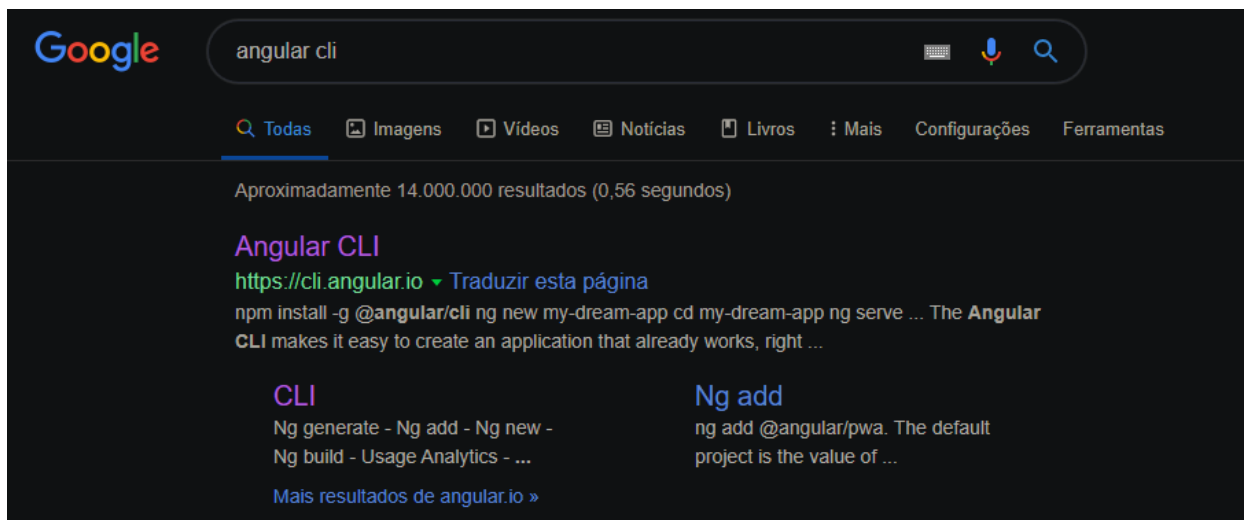 Google
angular cli
Todas Imagens Vídeos Notícias Livros Mais Configurações Ferramentas
Aproximadamente 14.000.000 resultados (0,56 segundos)
Angular CLI
https://cli.angular.io Traduzir esta página
npm install -g @angular/cli ng new my-dream-app cd my-dream-app ng serve ... The Angular
CLI makes it easy to create an application that already works, right ...
CLI
Ng generate - Ng add - Ng new -
Ng build - Usage Analytics - ...
Ng add
ng add @angular/pwa. The default
project is the value of ...
Mais resultados de angular.io »